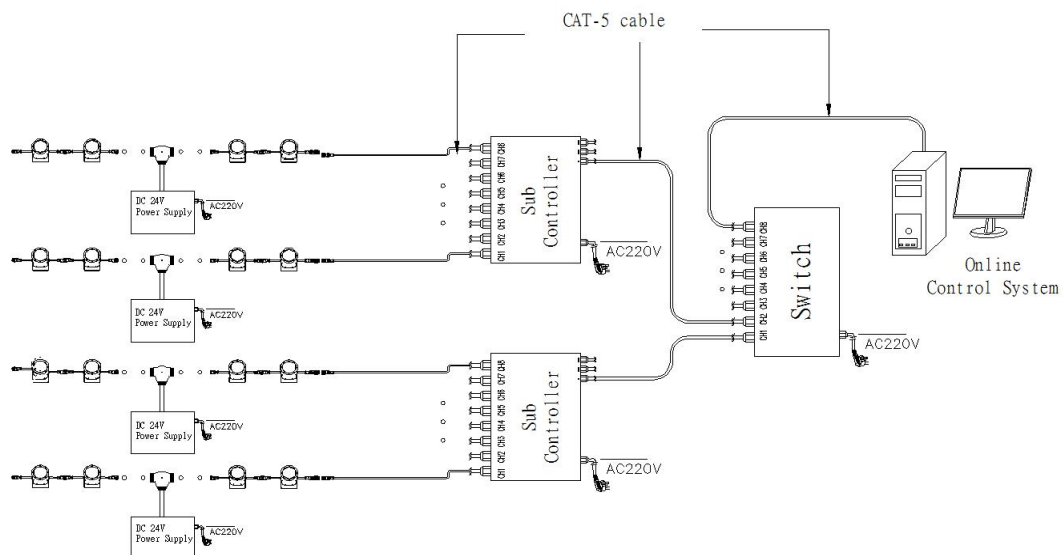 CAT-5 cable
DC 24V
Power Supply
AC220V
DC 24V
Power Supply
AC220V
CH8
CH7
CH6
CH5
CH4
CH3
CH2
CH1
Sub
Controller
AC220V
DC 24V
Power Supply
AC220V
DC 24V
Power Supply
AC220V
CH8
CH7
CH6
CH5
CH4
CH3
CH2
CH1
Sub
Controller
AC220V
CH8
CH7
CH6
CH5
CH4
CH3
CH2
CH1
Switch
AC220V
Online
Control System